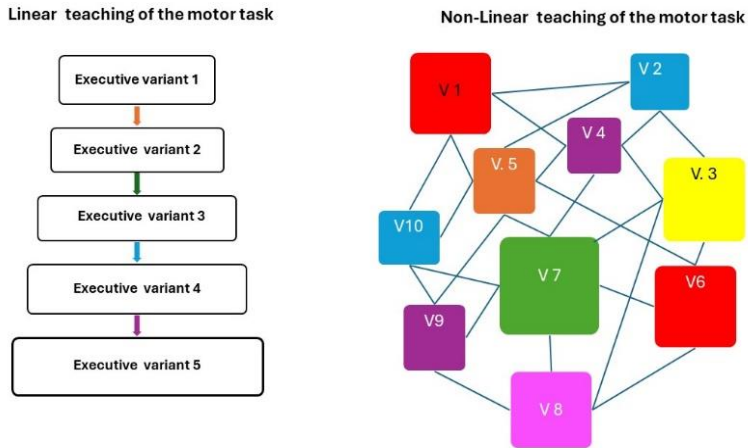 Linear teaching of the motor task
Executive variant 1
Executive variant 2
Executive variant 3
Executive variant 4
Executive variant 5
Non-Linear teaching of the motor task
V 1
V 2
V 4
V. 5
V. 3
V10
V 7
V6
V9
V 8